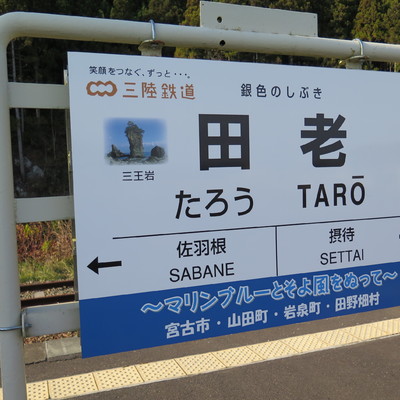 笑顔をつなぐ、ずっと・・・。
三陸鉄道
銀色のしぶき
田老
三王岩
たろう TARŌ
佐羽根 摂待
SABANE SETTAI
～マリンブルーとそよ風をぬって～
宮古市・山田町・岩泉町・田野畑村